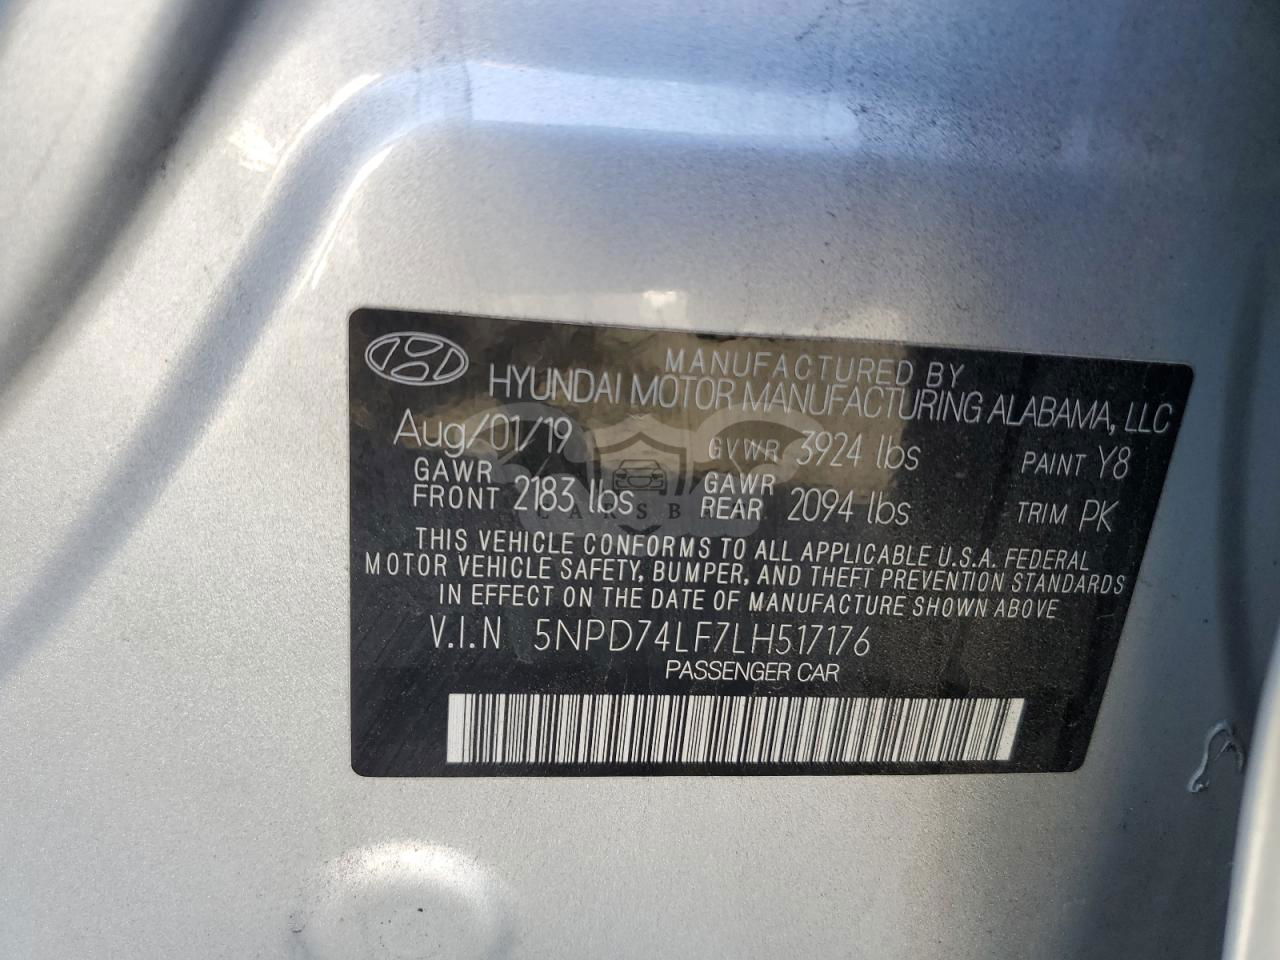 MANUFACTURED BY
HYUNDAI MOTOR MANUFACTURING ALABAMA, LLC
Aug/01/19 GVWR 3924 lbs PAINT Y8
GAWR FRONT 2183 lbs GAWR REAR 2094 lbs TRIM PK
THIS VEHICLE CONFORMS TO ALL APPLICABLE U.S.A. FEDERAL
MOTOR VEHICLE SAFETY, BUMPER, AND THEFT PREVENTION STANDARDS
IN EFFECT ON THE DATE OF MANUFACTURE SHOWN ABOVE
V.I.N 5NPD74LF7LH517176
PASSENGER CAR